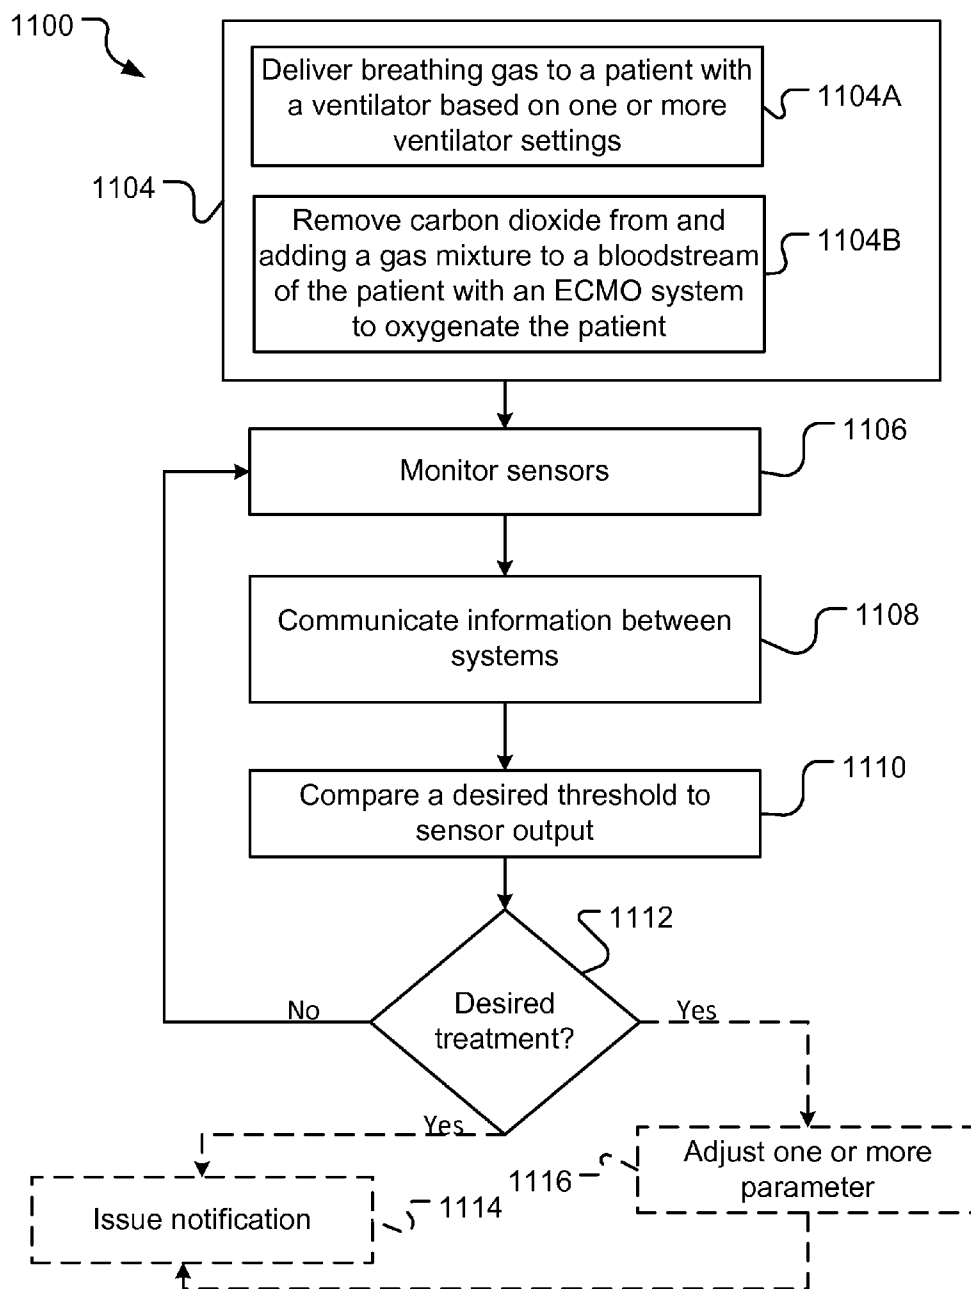 1100
Deliver breathing gas to a patient with
a ventilator based on one or more
ventilator settings
1104A
1104
Remove carbon dioxide from and
adding a gas mixture to a bloodstream
of the patient with an ECMO system
to oxygenate the patient
1104B
Monitor sensors
1106
Communicate information between
systems
1108
Compare a desired threshold to
sensor output
1110
1112
Desired
treatment?
No
Yes
Yes
Adjust one or more
parameter
1116
Issue notification
1114